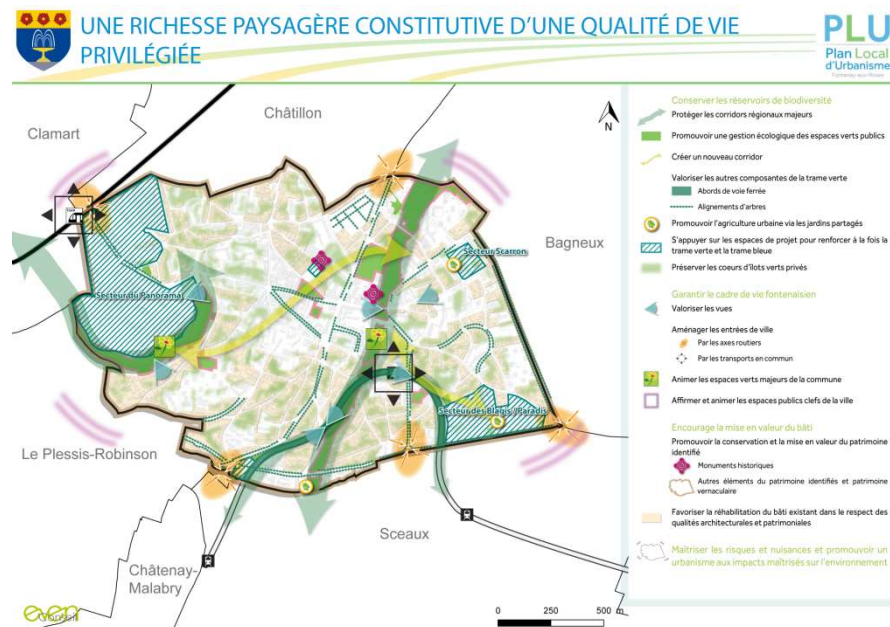 UNE RICHESSE PAYSAGÈRE CONSTITUTIVE D'UNE QUALITÉ DE VIE
PRIVILÉGIÉE
PLU
Plan Local
d'Urbanisme
Fontenay-aux-Roses
Châtillon
Clamart
N
Bagneux
Secteur Scarron
Secteur du Panorama
Secteur des Blagis / Paradis
Le Plessis-Robinson
Sceaux
Châtenay-
Malabry
even
Conseil
0 250 500 m
Conserver les réservoirs de biodiversité
Protéger les corridors régionaux majeurs
Promouvoir une gestion écologique des espaces verts publics
Créer un nouveau corridor
Valoriser les autres composantes de la trame verte
Abords de voie ferrée
Alignements d'arbres
Promouvoir l'agriculture urbaine via les jardins partagés
S'appuyer sur les espaces de projet pour renforcer à la fois la
trame verte et la trame bleue
Préserver les coeurs d'îlots verts privés
Garantir le cadre de vie fontenaisien
Valoriser les vues
Aménager les entrées de ville
Par les axes routiers
Par les transports en commun
Animer les espaces verts majeurs de la commune
Affirmer et animer les espaces publics clefs de la ville
Encourage la mise en valeur du bâti
Promouvoir la conservation et la mise en valeur du patrimoine
identifié
Monuments historiques
Autres éléments du patrimoine identifiés et patrimoine
vernaculaire
Favoriser la réhabilitation du bâti existant dans le respect des
qualités architecturales et patrimoniales
Maîtriser les risques et nuisances et promouvoir un
urbanisme aux impacts maîtrisés sur l'environnement